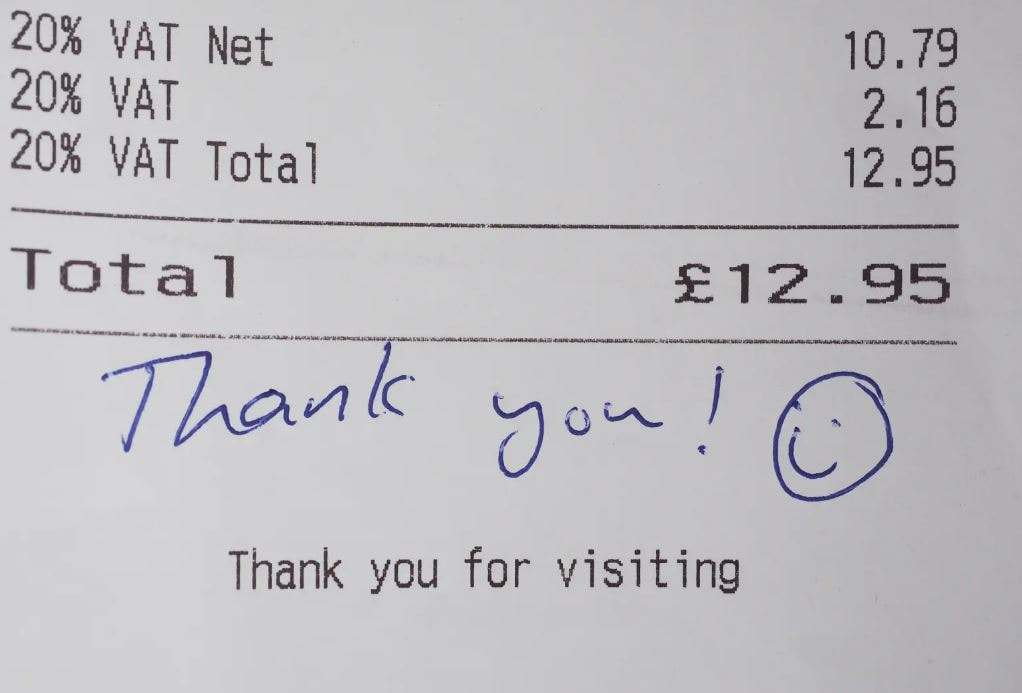 20% VAT Net 10.79
20% VAT 2.16
20% VAT Total 12.95
Total £12.95
Thank you!
Thank you for visiting